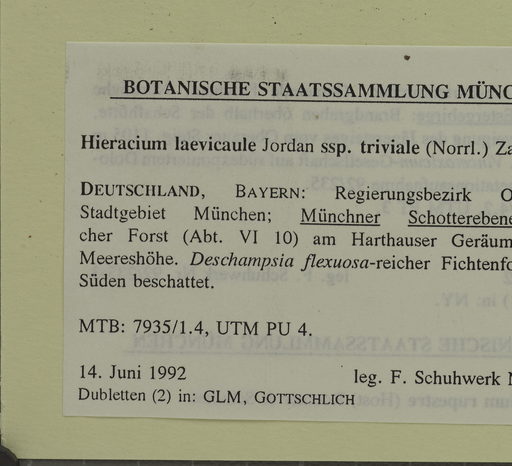 BOTANISCHE STAATSSAMMLUNG MÜNC
Hieracium laevicaule Jordan ssp. triviale (Norrl.) Za
DEUTSCHLAND, BAYERN: Regierungsbezirk O
Stadtgebiet München; Münchner Schotterebene
cher Forst (Abt. VI 10) am Harthauser Geräum
Meereshöhe. Deschampsia flexuosa-reicher Fichtenfo
Süden beschattet.
MTB: 7935/1.4, UTM PU 4.
14. Juni 1992 leg. F. Schuhwerk N
Dubletten (2) in: GLM, GOTTSCHLICH